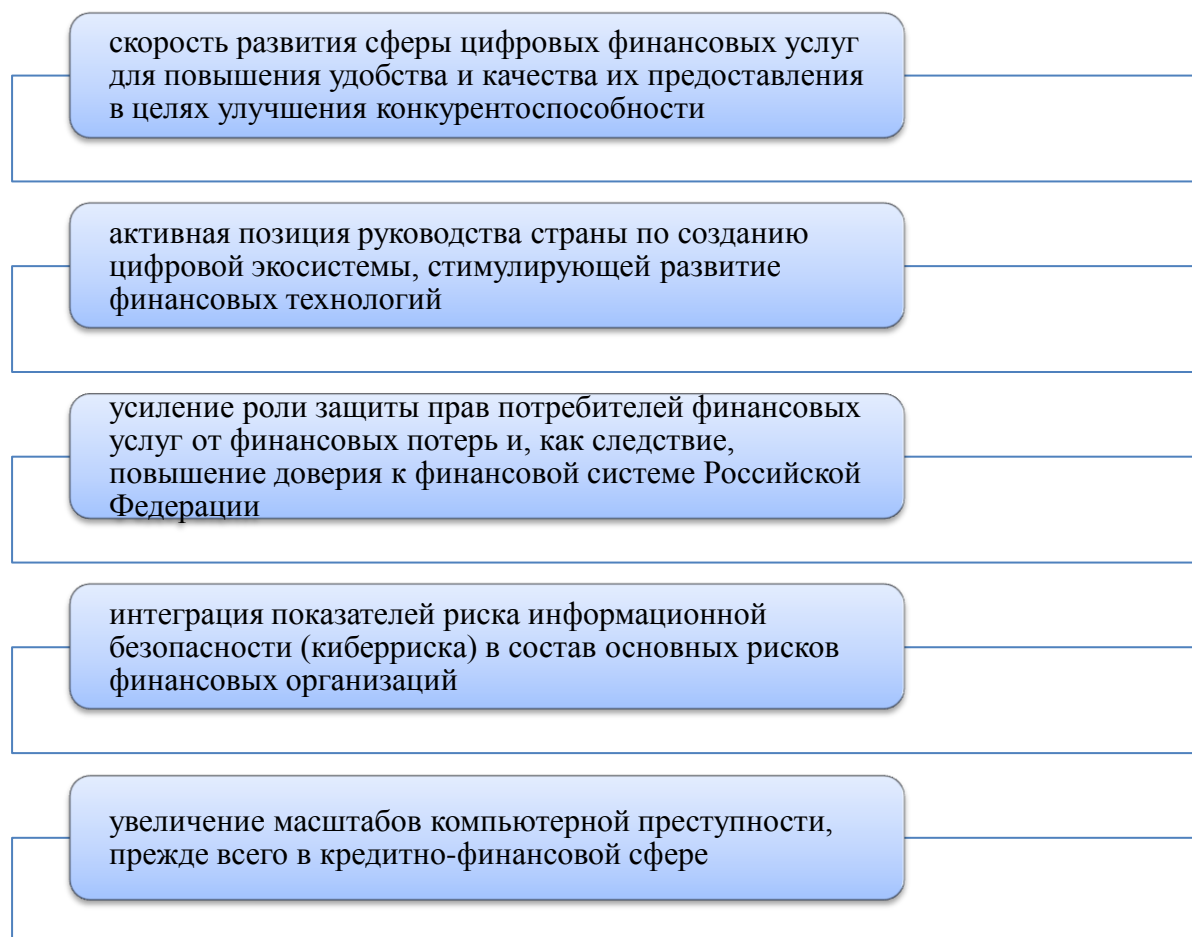 скорость развития сферы цифровых финансовых услуг
для повышения удобства и качества их предоставления
в целях улучшения конкурентоспособности
активная позиция руководства страны по созданию
цифровой экосистемы, стимулирующей развитие
финансовых технологий
усиление роли защиты прав потребителей финансовых
услуг от финансовых потерь и, как следствие,
повышение доверия к финансовой системе Российской
Федерации
интеграция показателей риска информационной
безопасности (киберриска) в состав основных рисков
финансовых организаций
увеличение масштабов компьютерной преступности,
прежде всего в кредитно-финансовой сфере